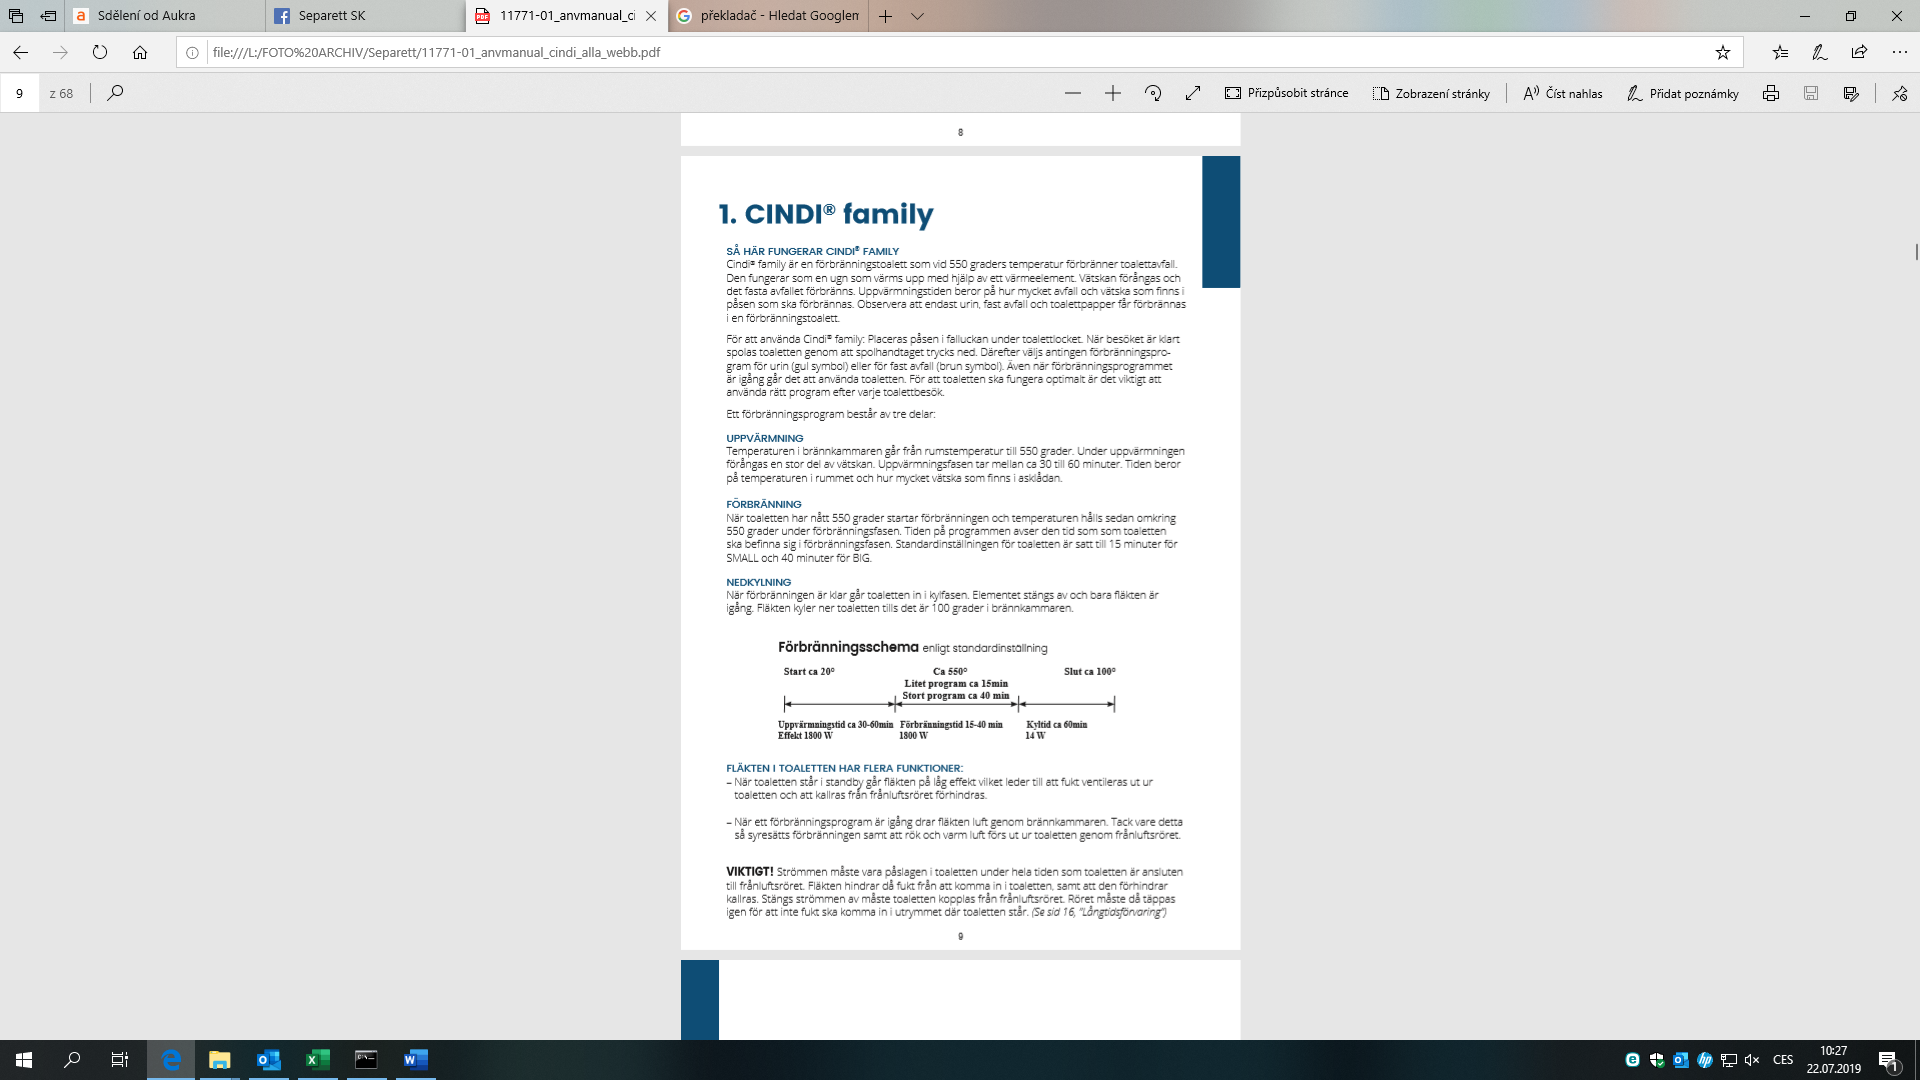 Sdělení od Aukra
Separett SK
11771-01_anvmanual_ci
překladač - Hledat Googlem
file:///L:/FOTO%20ARCHIV/Separett/11771-01_anvmanual_cindi_alla_webb.pdf
9 z 68
Přizpůsobit stránce
Zobrazení stránky
Číst nahlas
Přidat poznámky
8
1. CINDI® family
SÅ HÄR FUNGERAR CINDI® FAMILY
Cindi® family är en förbränningstoalett som vid 550 graders temperatur förbränner toalettavfall.
Den fungerar som en ugn som värms upp med hjälp av ett värmeelement. Vätskan förångas och
det fasta avfallet förbränns. Uppvärmningstiden beror på hur mycket avfall och vätska som finns i
påsen som ska förbrännas. Observera att endast urin, fast avfall och toalettpapper får förbrännas
i en förbränningstoalett.
För att använda Cindi® family: Placeras påsen i falluckan under toalettlocket. När besöket är klart
spolas toaletten genom att spolhandtaget trycks ned. Därefter väljs antingen förbränningspro-
gram för urin (gul symbol) eller för fast avfall (brun symbol). Även när förbränningsprogrammet
är igång går det att använda toaletten. För att toaletten ska fungera optimalt är det viktigt att
använda rätt program efter varje toalettbesök.
Ett förbränningsprogram består av tre delar:
UPPVÄRMNING
Temperaturen i brännkammaren går från rumstemperatur till 550 grader. Under uppvärmningen
förångas en stor del av vätskan. Uppvärmningsfasen tar mellan ca 30 till 60 minuter. Tiden beror
på temperaturen i rummet och hur mycket vätska som finns i asklådan.
FÖRBRÄNNING
När toaletten har nått 550 grader startar förbränningen och temperaturen hålls sedan omkring
550 grader under förbränningsfasen. Tiden på programmen avser den tid som som toaletten
ska befinna sig i förbränningsfasen. Standardinställningen för toaletten är satt till 15 minuter för
SMALL och 40 minuter för BIG.
NEDKYLNING
När förbränningen är klar går toaletten in i kylfasen. Elementet stängs av och bara fläkten är
igång. Fläkten kyler ner toaletten tills det är 100 grader i brännkammaren.
Förbränningsschema enligt standardinställning
Start ca 20° Ca 550° Slut ca 100°
Litet program ca 15min
Stort program ca 40 min
Uppvärmningstid ca 30-60min Förbränningstid 15-40 min Kyltid ca 60min
Effekt 1800 W 1800 W 14 W
FLÄKTEN I TOALETTEN HAR FLERA FUNKTIONER:
– När toaletten står i standby går fläkten på låg effekt vilket leder till att fukt ventileras ut ur
toaletten och att kallras från frånluftsröret förhindras.
– När ett förbränningsprogram är igång drar fläkten luft genom brännkammaren. Tack vare detta
så syresätts förbränningen samt att rök och varm luft förs ut ur toaletten genom frånluftsröret.
VIKTIGT! Strömmen måste vara påslagen i toaletten under hela tiden som toaletten är ansluten
till frånluftsröret. Fläkten hindrar då fukt från att komma in i toaletten, samt att den förhindrar
kallras. Stängs strömmen av måste toaletten kopplas från frånluftsröret. Röret måste då täppas
igen för att inte fukt ska komma in i utrymmet där toaletten står. (Se sid 16, "Långtidsförvaring")
9
CES
10:27
22.07.2019
1